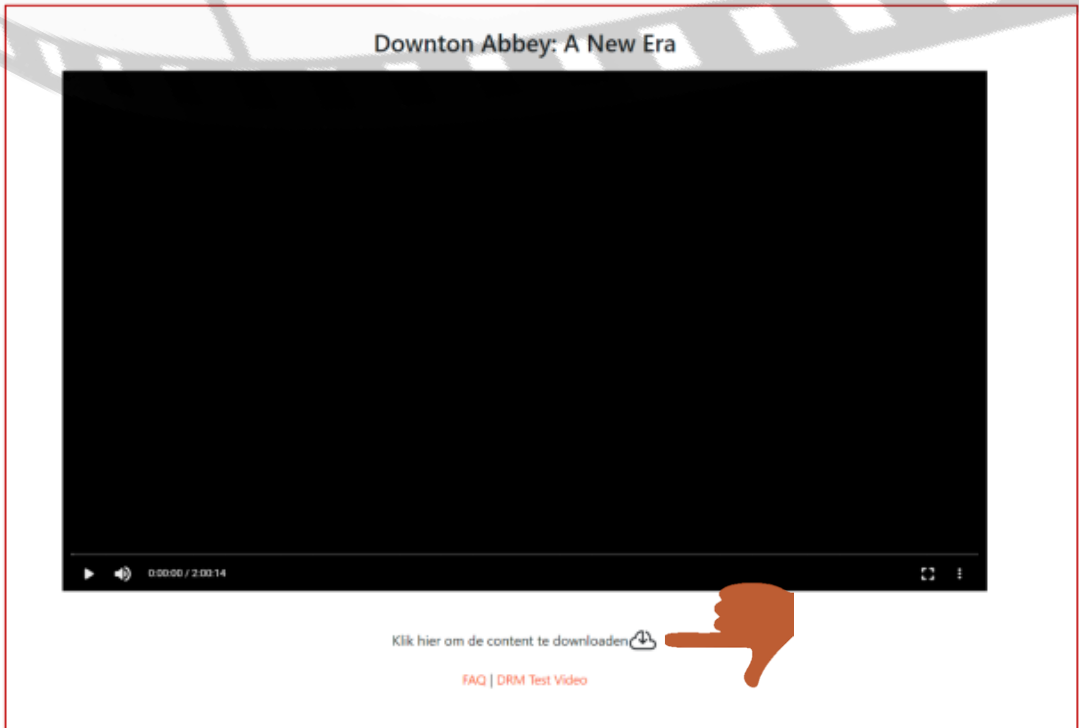 Downton Abbey: A New Era
0:00:00 / 2:00:14
Klik hier om de content te downloaden
FAQ | DRM Test Video